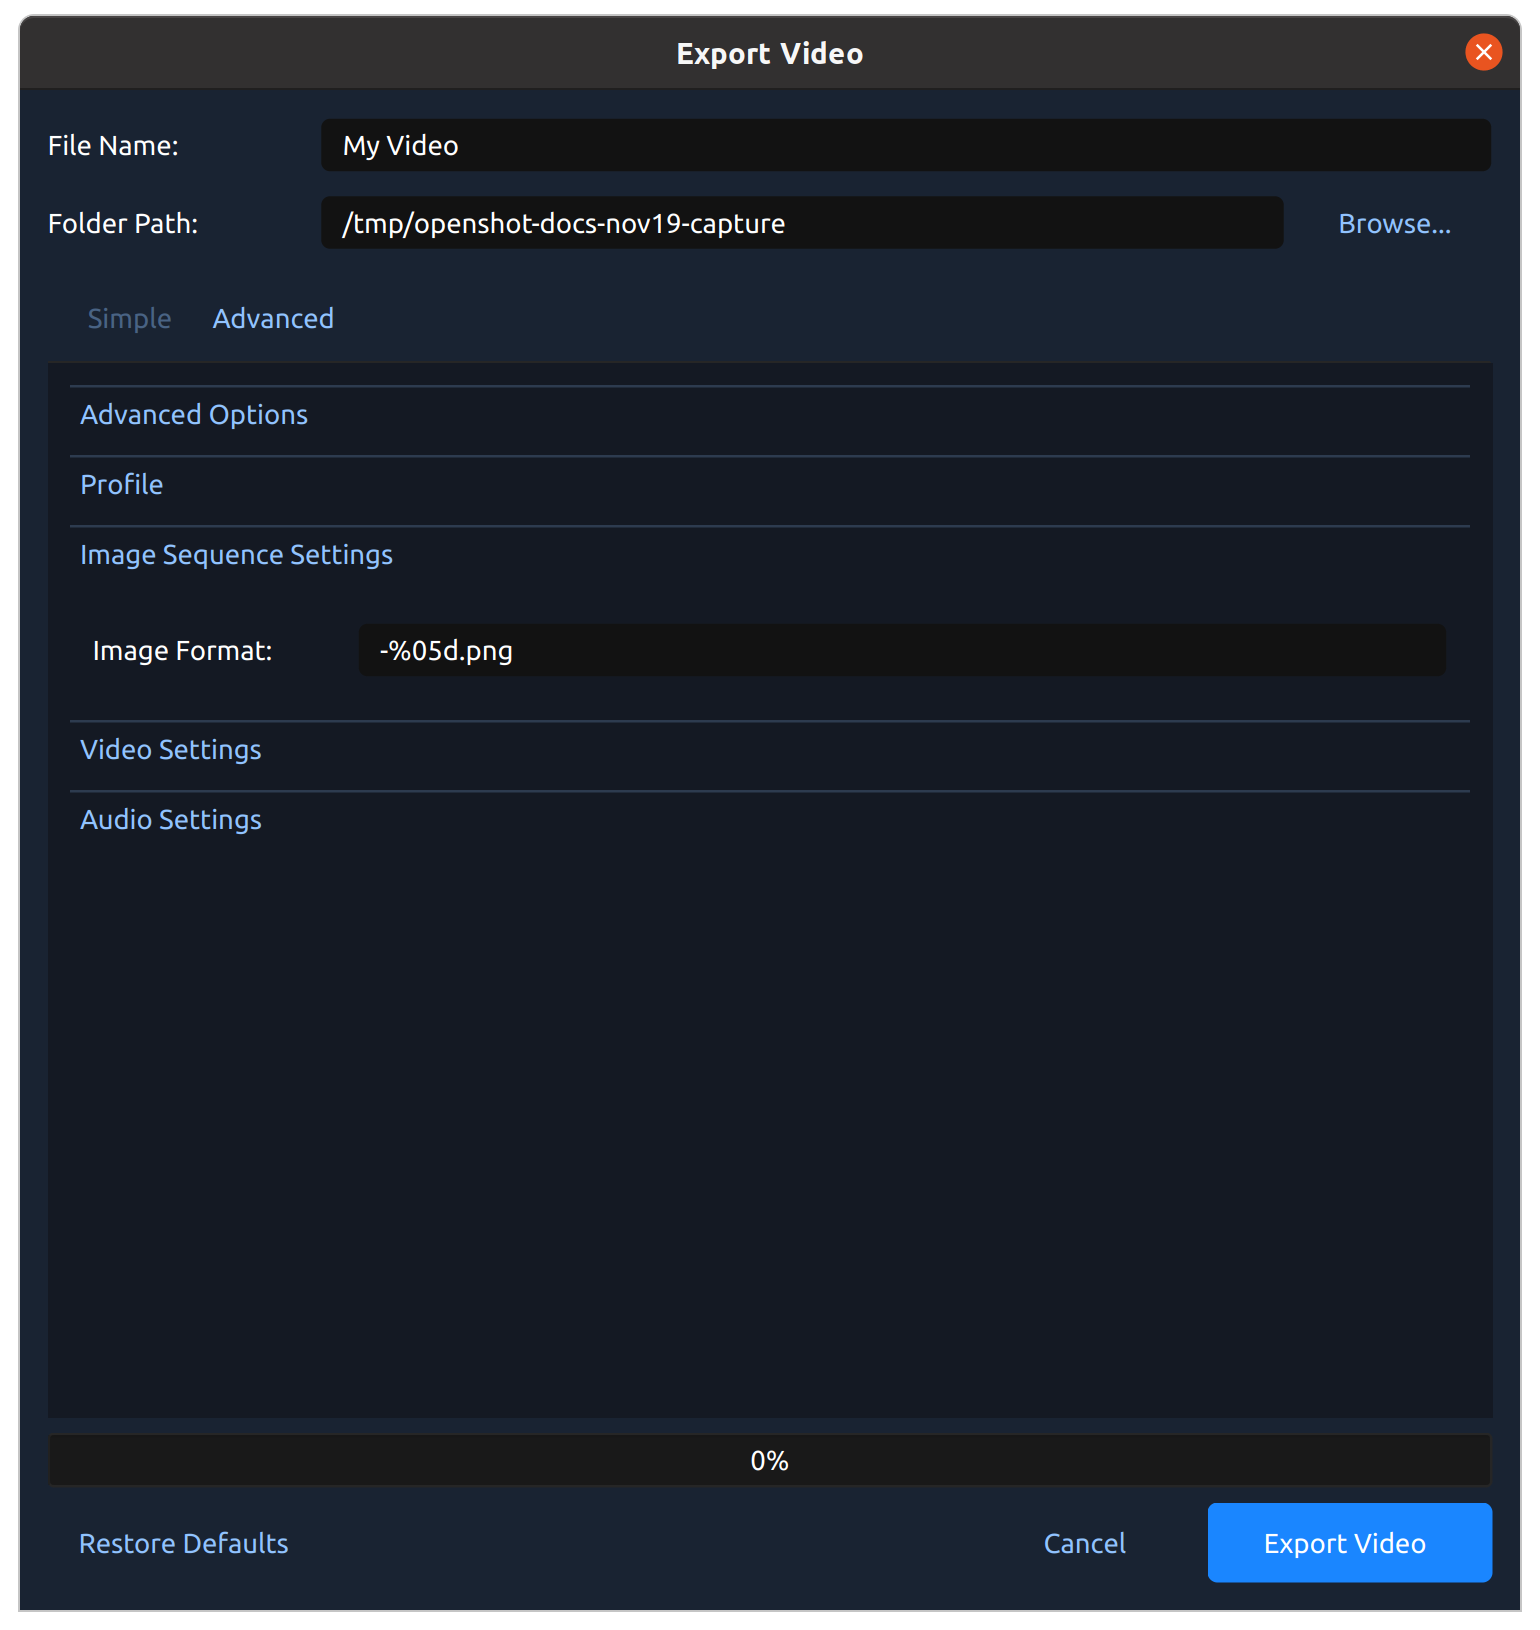 Export Video
File Name: My Video
Folder Path: /tmp/openshot-docs-nov19-capture Browse...
Simple Advanced
Advanced Options
Profile
Image Sequence Settings
Image Format: -%05d.png
Video Settings
Audio Settings
0%
Restore Defaults Cancel Export Video